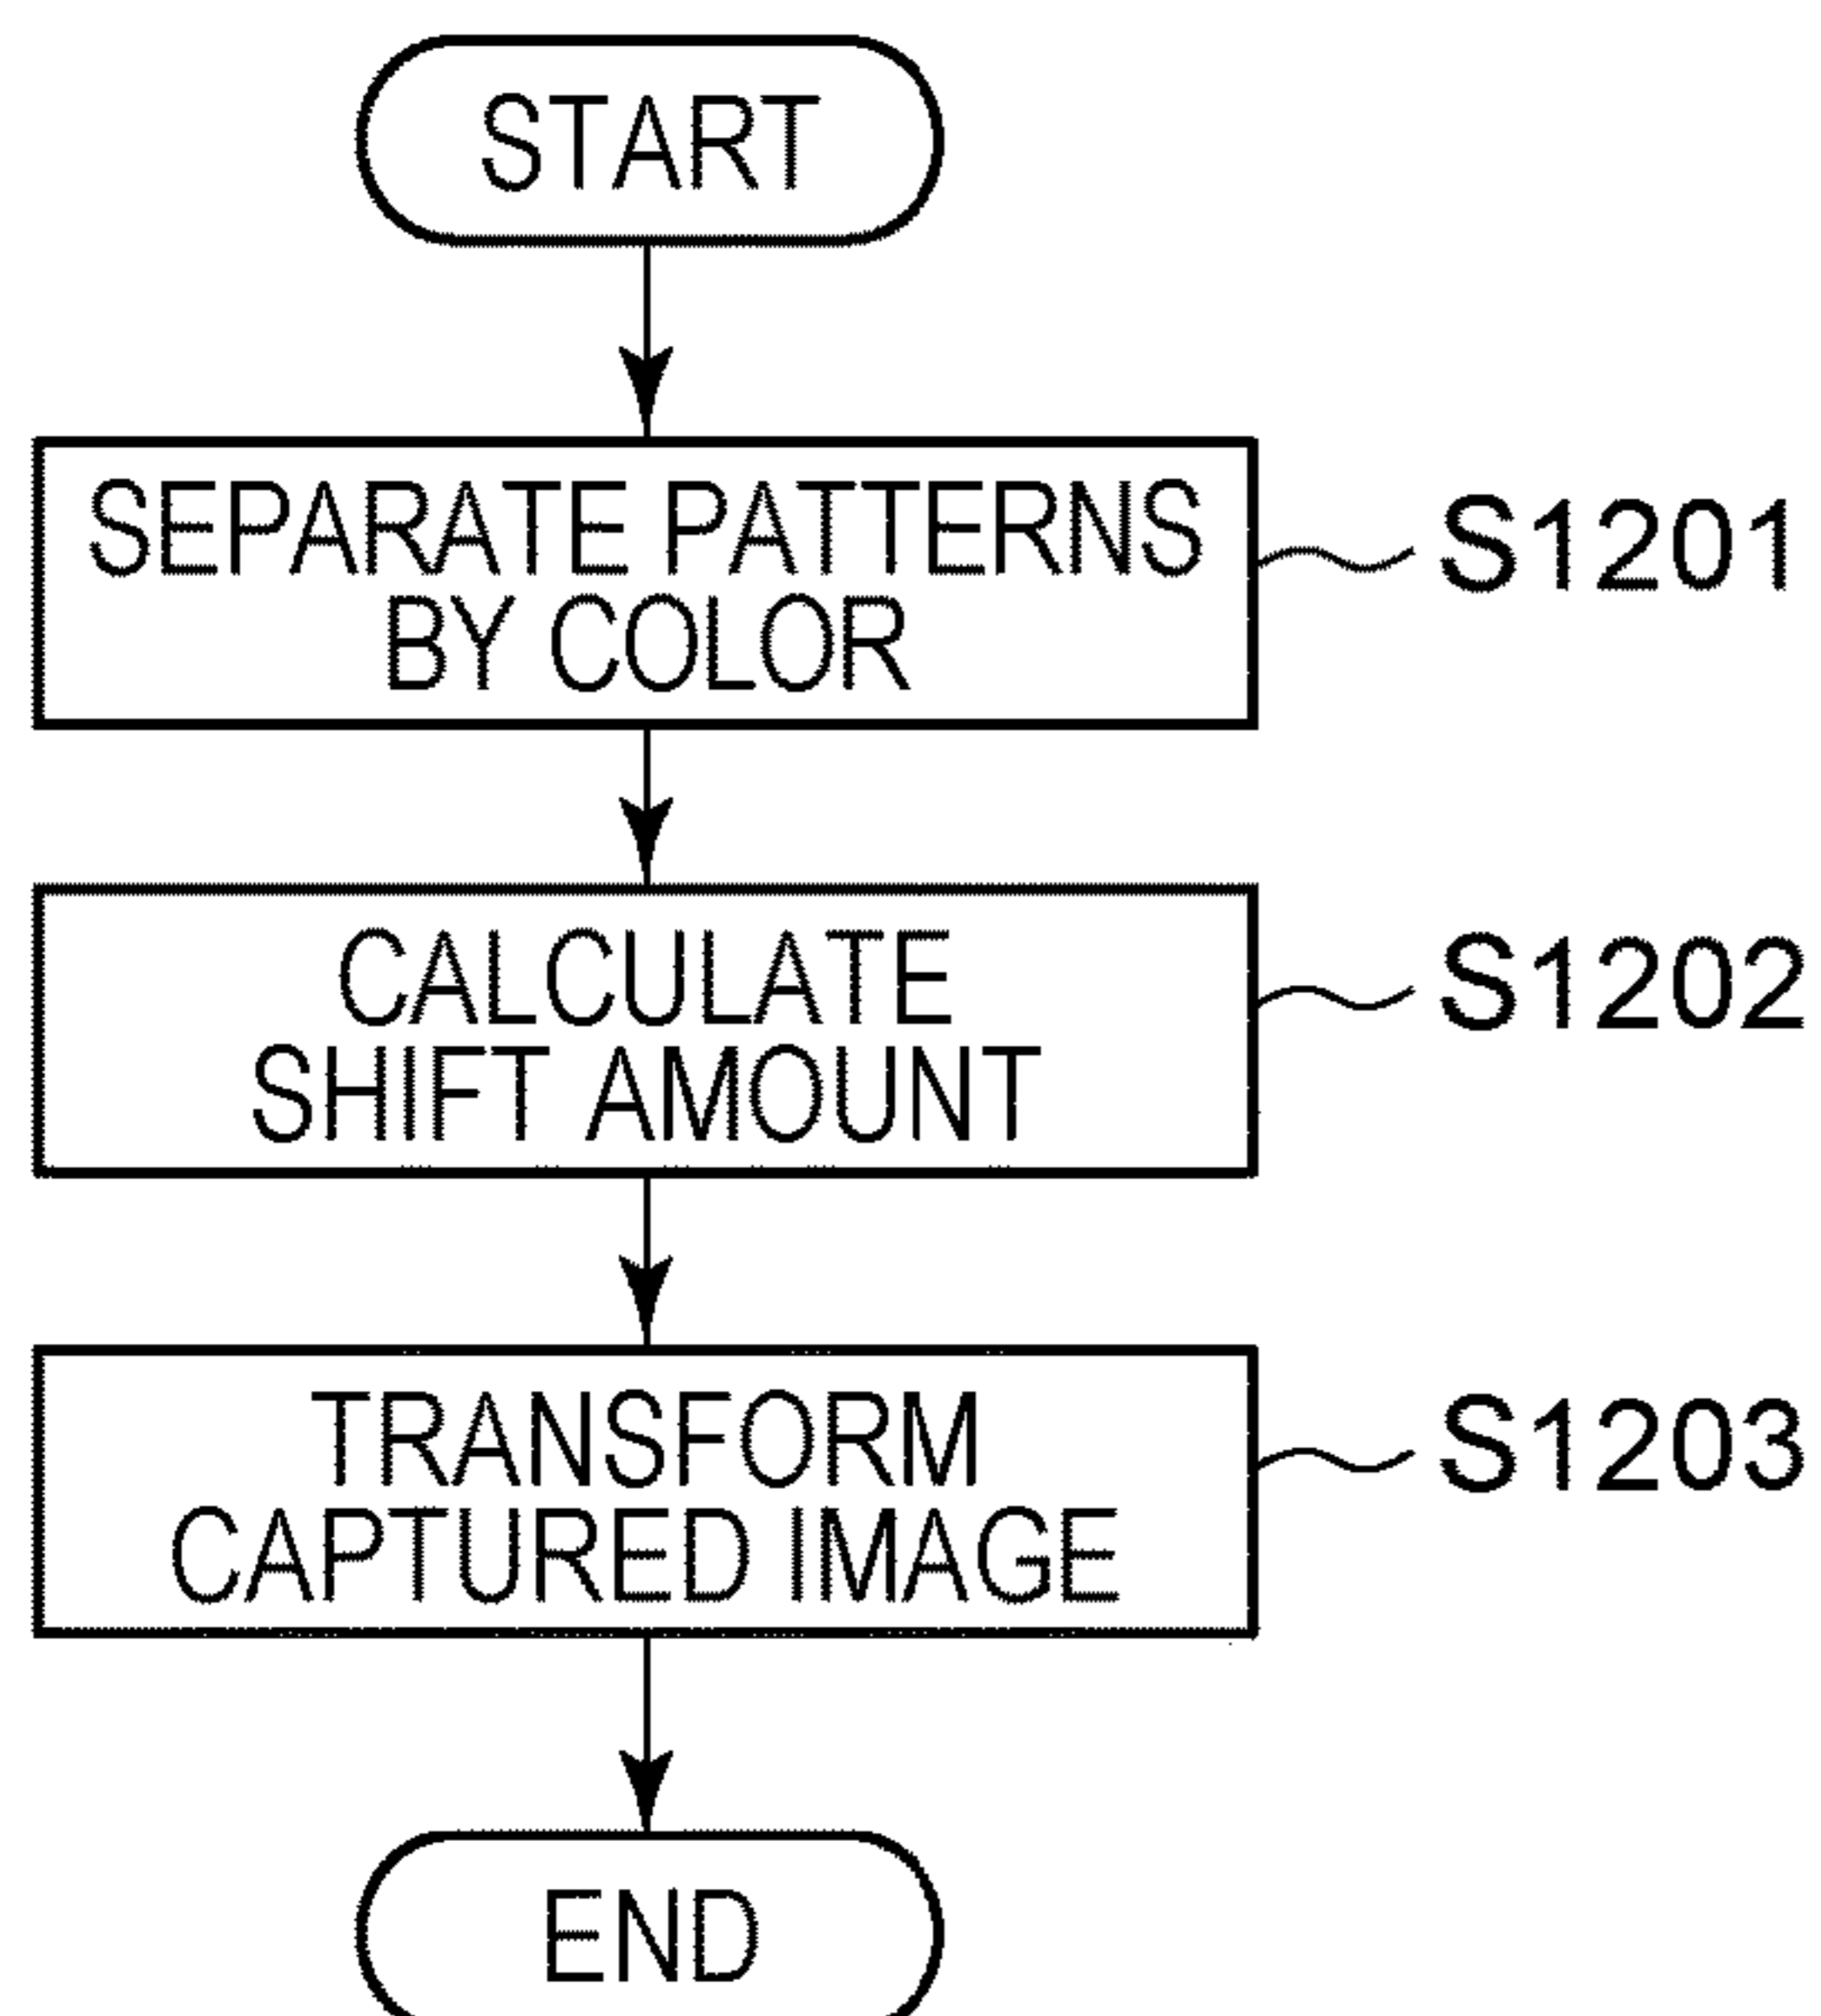 START
SEPARATE PATTERNS
BY COLOR
S1201
CALCULATE
SHIFT AMOUNT
S1202
TRANSFORM
CAPTURED IMAGE
S1203
END